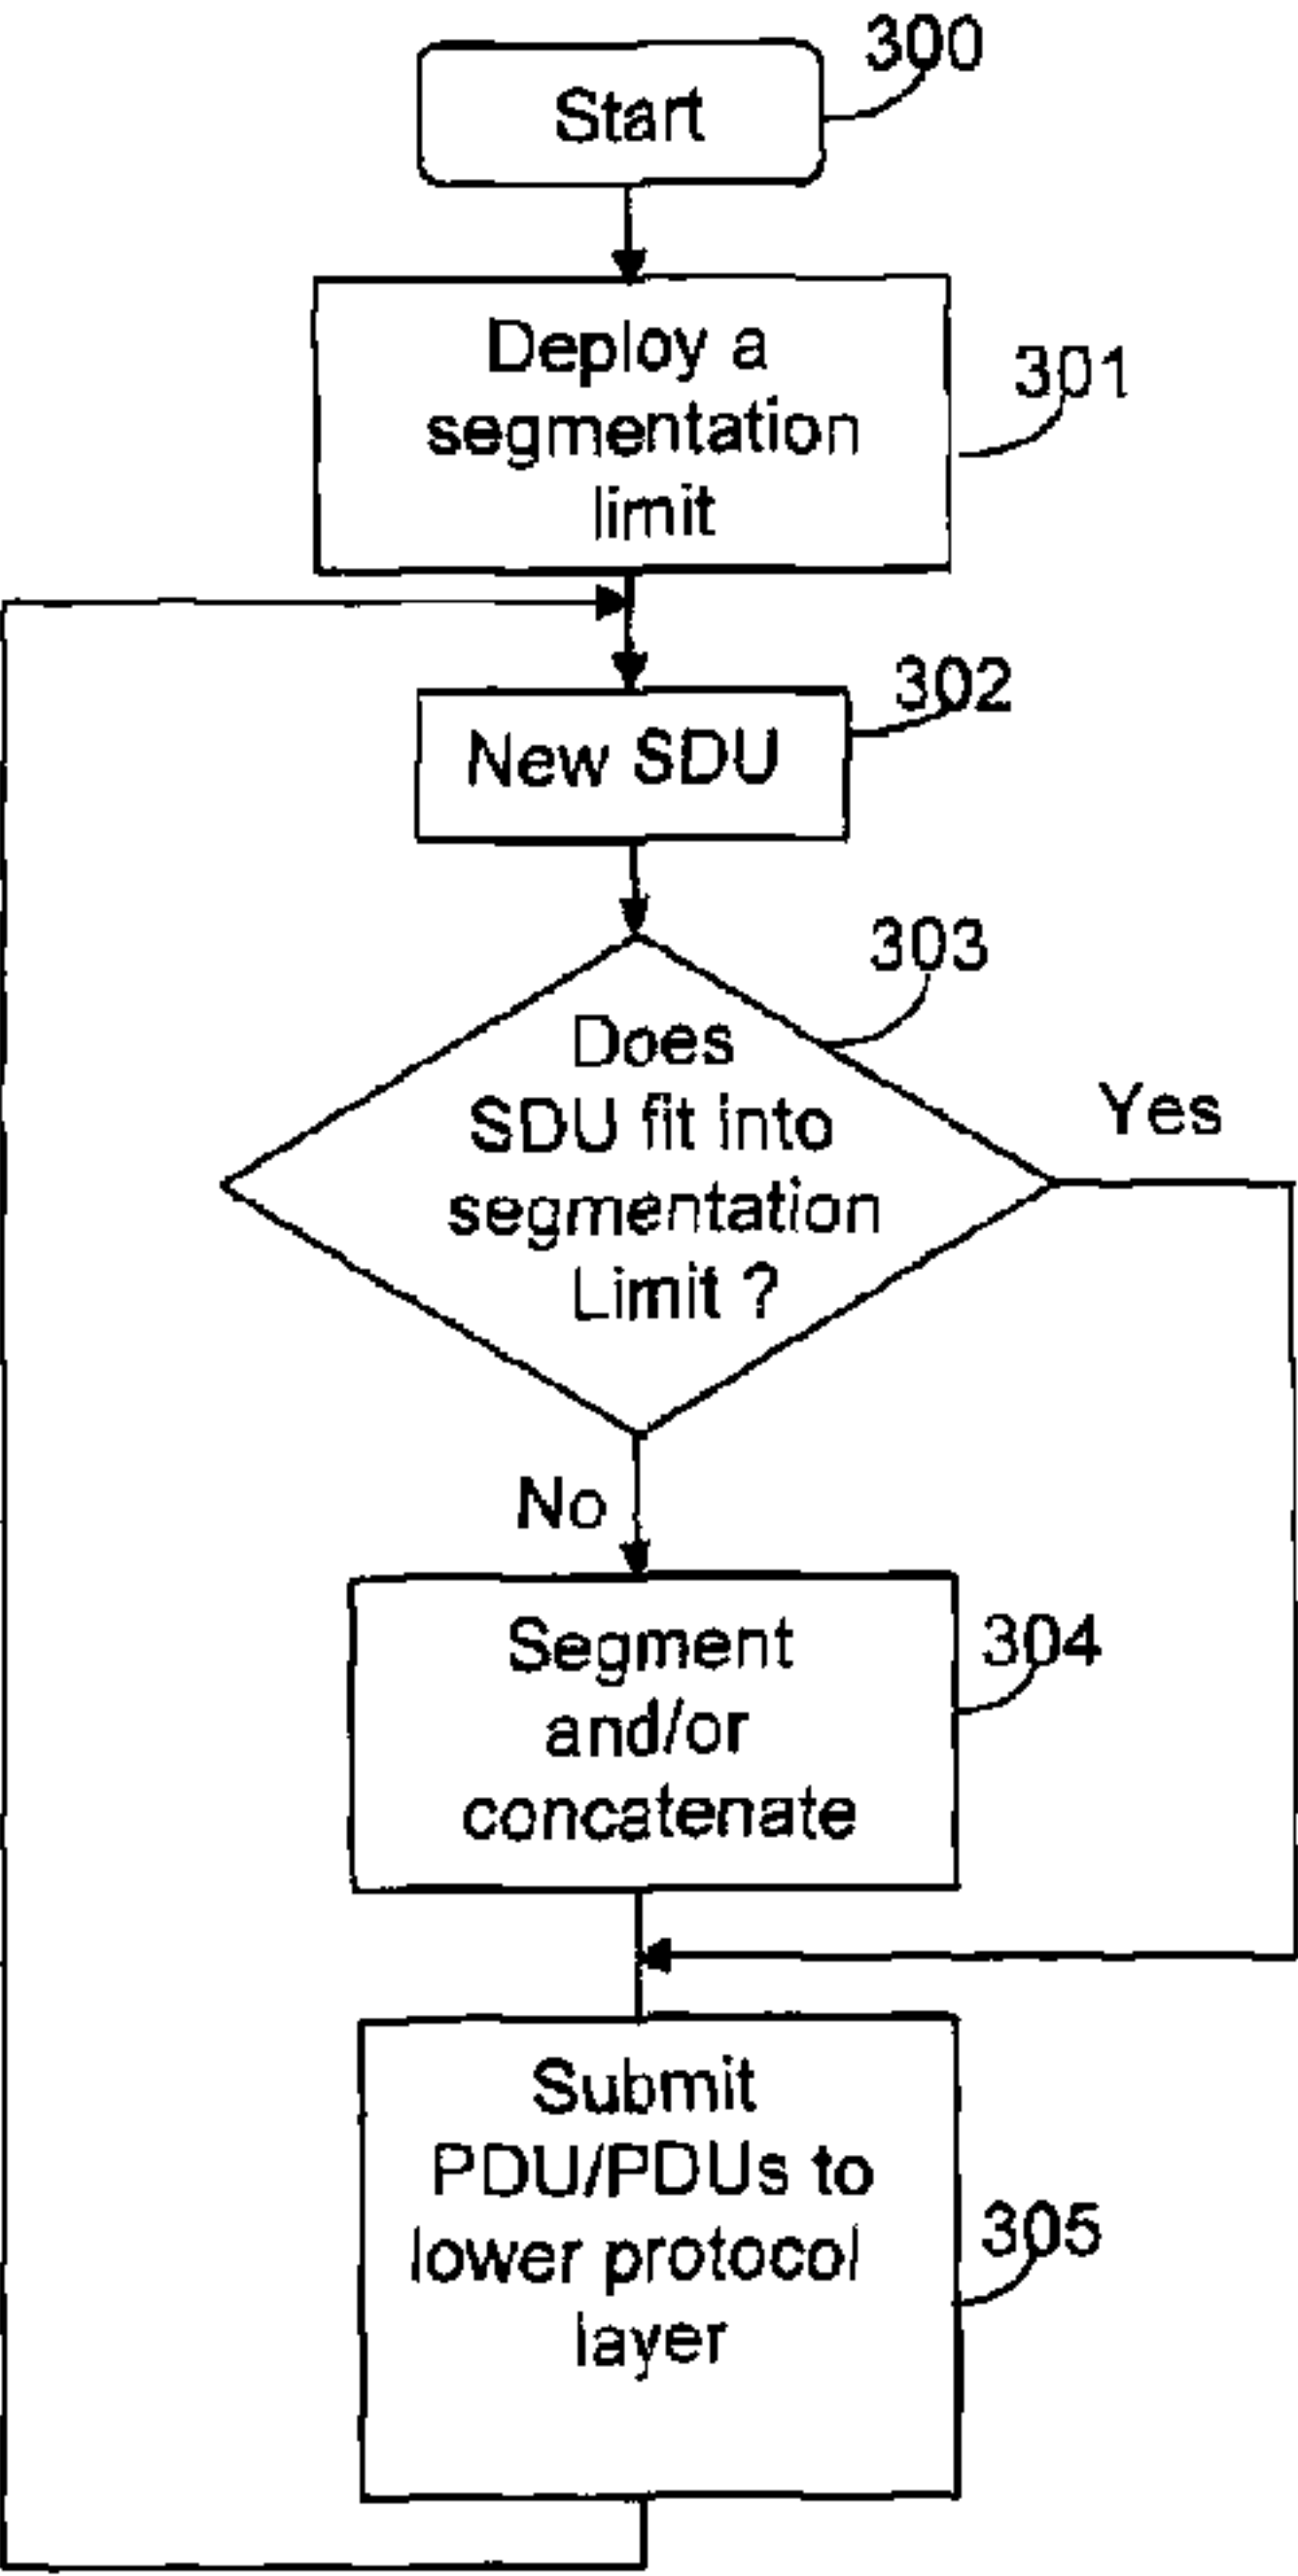 300
Start
Deploy a
segmentation
limit
301
302
New SDU
303
Does
SDU fit into
segmentation
Limit ?
Yes
No
Segment
and/or
concatenate
304
Submit
PDU/PDUs to
lower protocol
layer
305